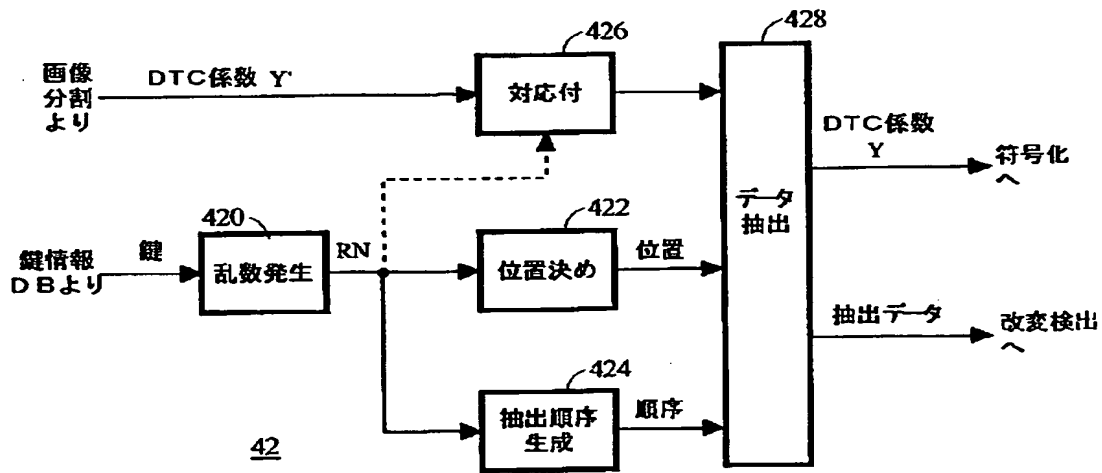 426
428
画像
分割
より
DTC係数 Y'
対応付
DTC係数
Y
符号化
へ
データ
抽出
420
422
鍵情報
DBより
鍵
乱数発生
RN
位置決め
位置
抽出データ
改変検出
へ
424
抽出順序
生成
順序
42